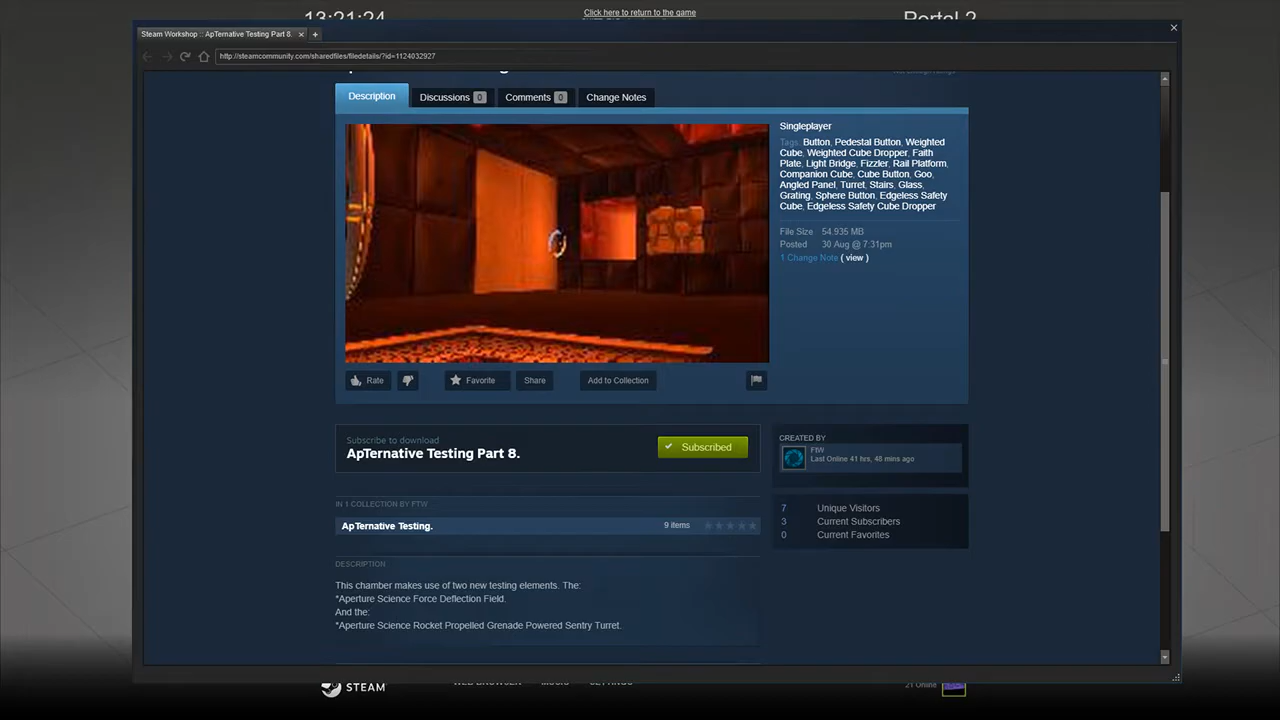 13:21:24
Click here to return to the game
Portal 2
Steam Workshop :: ApTernative Testing Part 8.
http://steamcommunity.com/sharedfiles/filedetails/?id=1124032927
Description
Discussions 0
Comments 0
Change Notes
Singleplayer
Tags: Button, Pedestal Button, Weighted
Cube, Weighted Cube Dropper, Faith
Plate, Light Bridge, Fizzler, Rail Platform,
Companion Cube, Cube Button, Goo,
Angled Panel, Turret, Stairs, Glass,
Grating, Sphere Button, Edgeless Safety
Cube, Edgeless Safety Cube Dropper
File Size 54.935 MB
Posted 30 Aug @ 7:31pm
1 Change Note ( view )
Rate
Favorite
Share
Add to Collection
Subscribe to download
ApTernative Testing Part 8.
Subscribed
CREATED BY
FtW
Last Online 41 hrs, 48 mins ago
IN 1 COLLECTION BY FTW
ApTernative Testing.
9 items
7 Unique Visitors
3 Current Subscribers
0 Current Favorites
DESCRIPTION
This chamber makes use of two new testing elements. The:
*Aperture Science Force Deflection Field.
And the:
*Aperture Science Rocket Propelled Grenade Powered Sentry Turret.
STEAM
WEB BROWSER
MUSIC
SETTINGS
21 Online